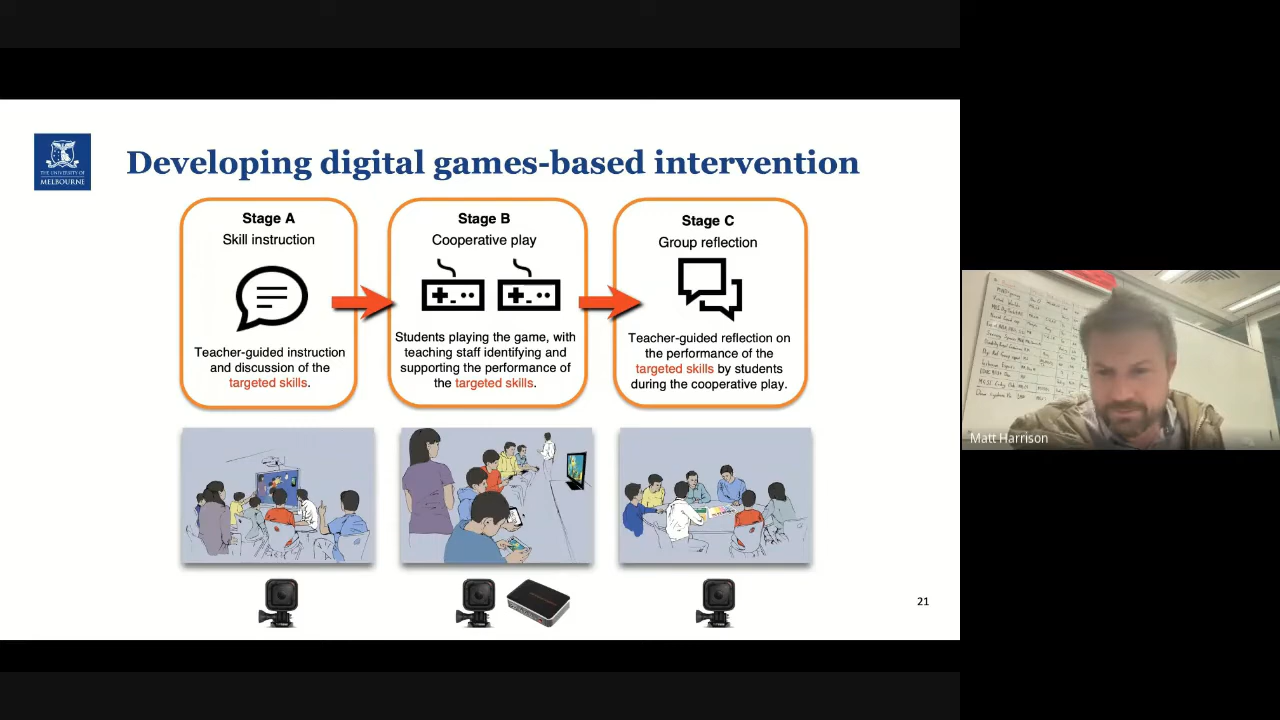 THE UNIVERSITY OF
MELBOURNE
Developing digital games-based intervention
Stage A
Skill instruction
Teacher-guided instruction
and discussion of the
targeted skills.
Stage B
Cooperative play
Students playing the game, with
teaching staff identifying and
supporting the performance of
the targeted skills.
Stage C
Group reflection
Teacher-guided reflection on
the performance of the
targeted skills by students
during the cooperative play.
21
Matt Harrison